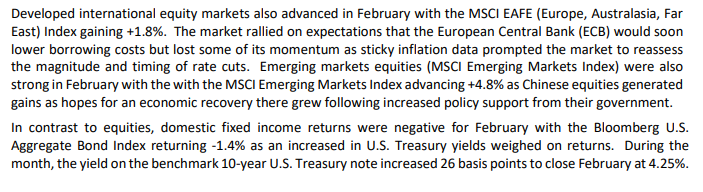 Developed international equity markets also advanced in February with the MSCI EAFE (Europe, Australasia, Far
East) Index gaining +1.8%. The market rallied on expectations that the European Central Bank (ECB) would soon
lower borrowing costs but lost some of its momentum as sticky inflation data prompted the market to reassess
the magnitude and timing of rate cuts. Emerging markets equities (MSCI Emerging Markets Index) were also
strong in February with the with the MSCI Emerging Markets Index advancing +4.8% as Chinese equities generated
gains as hopes for an economic recovery there grew following increased policy support from their government.
In contrast to equities, domestic fixed income returns were negative for February with the Bloomberg U.S.
Aggregate Bond Index returning -1.4% as an increased in U.S. Treasury yields weighed on returns. During the
month, the yield on the benchmark 10-year U.S. Treasury note increased 26 basis points to close February at 4.25%.